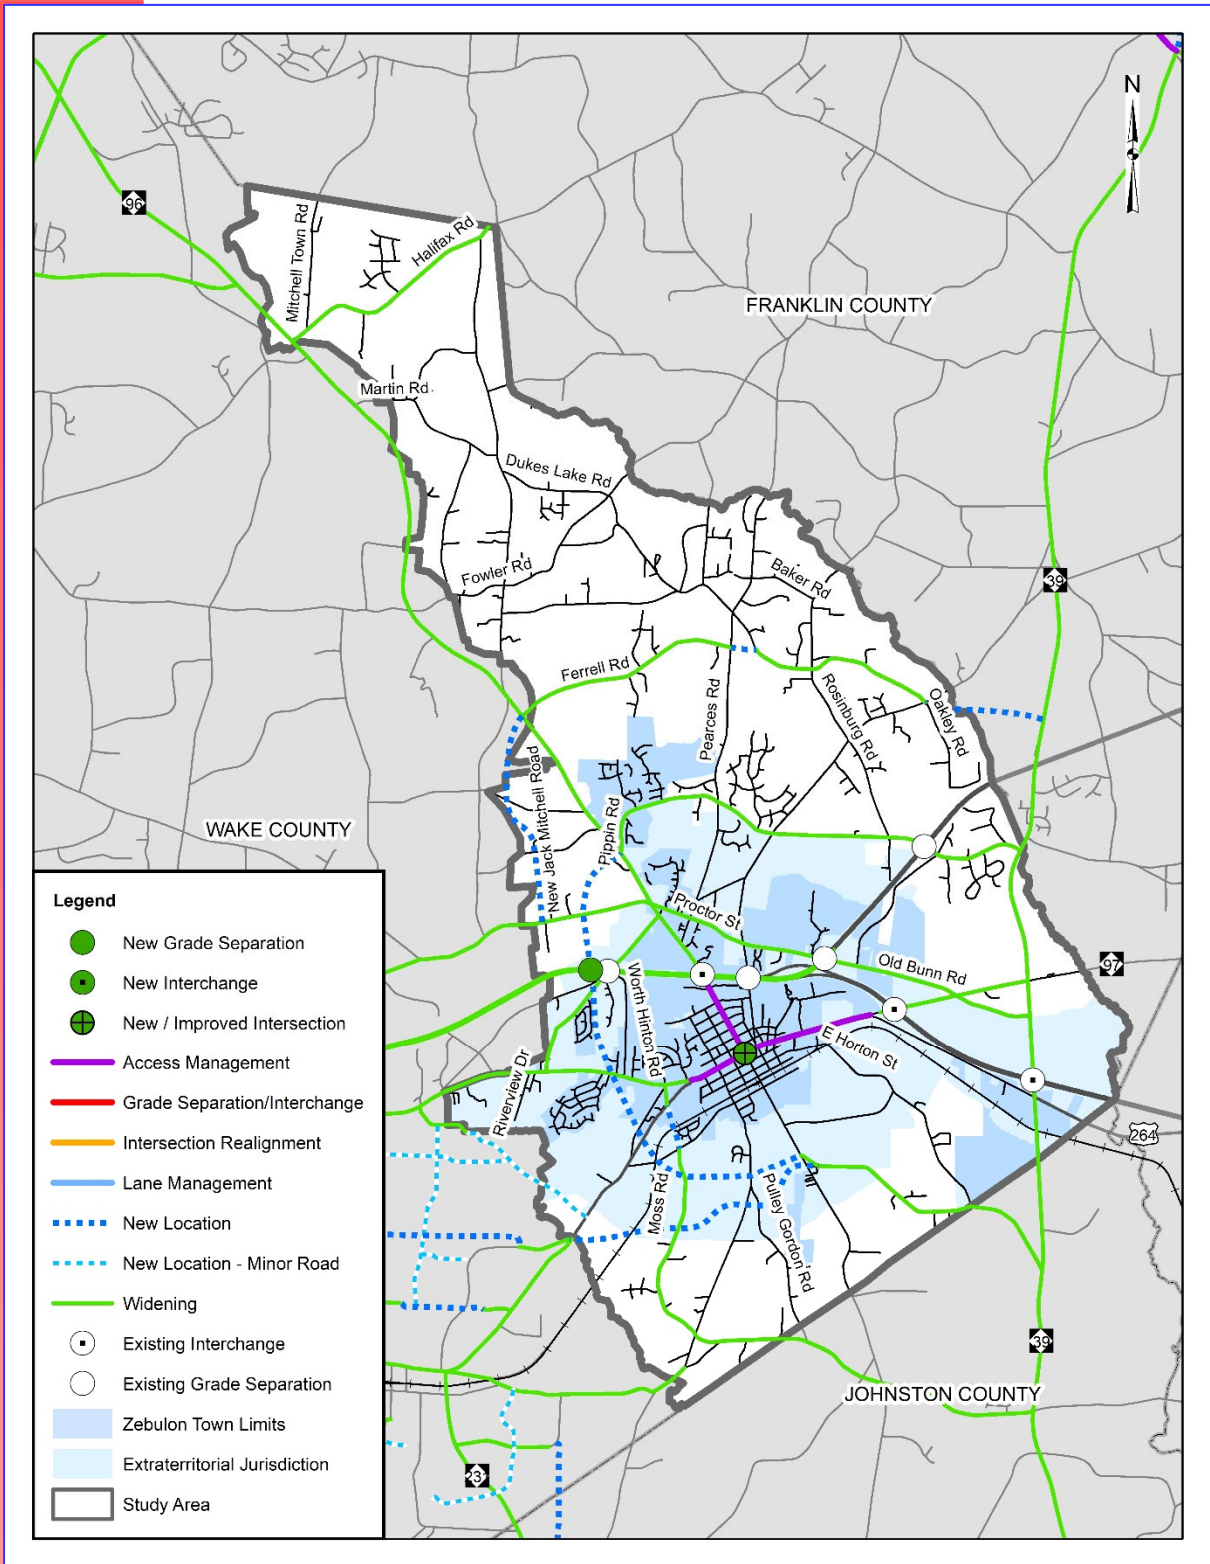 N
96
Mitchell Town Rd
Halifax Rd
FRANKLIN COUNTY
Martin Rd.
Dukes Lake Rd
Fowler Rd
Baker Rd
39
Ferrell Rd
Pearces Rd
Rosinburg Rd
Oakley Rd
New Jack Mitchell Road
Pippin Rd
WAKE COUNTY
Proctor St
Old Bunn Rd
97
Worth Hinton Rd
E Horton St
Riverview Dr
264
Moss Rd
Pulley Gordon Rd
39
JOHNSTON COUNTY
Legend
New Grade Separation
New Interchange
New / Improved Intersection
Access Management
Grade Separation/Interchange
Intersection Realignment
Lane Management
New Location
New Location - Minor Road
Widening
Existing Interchange
Existing Grade Separation
Zebulon Town Limits
Extraterritorial Jurisdiction
Study Area